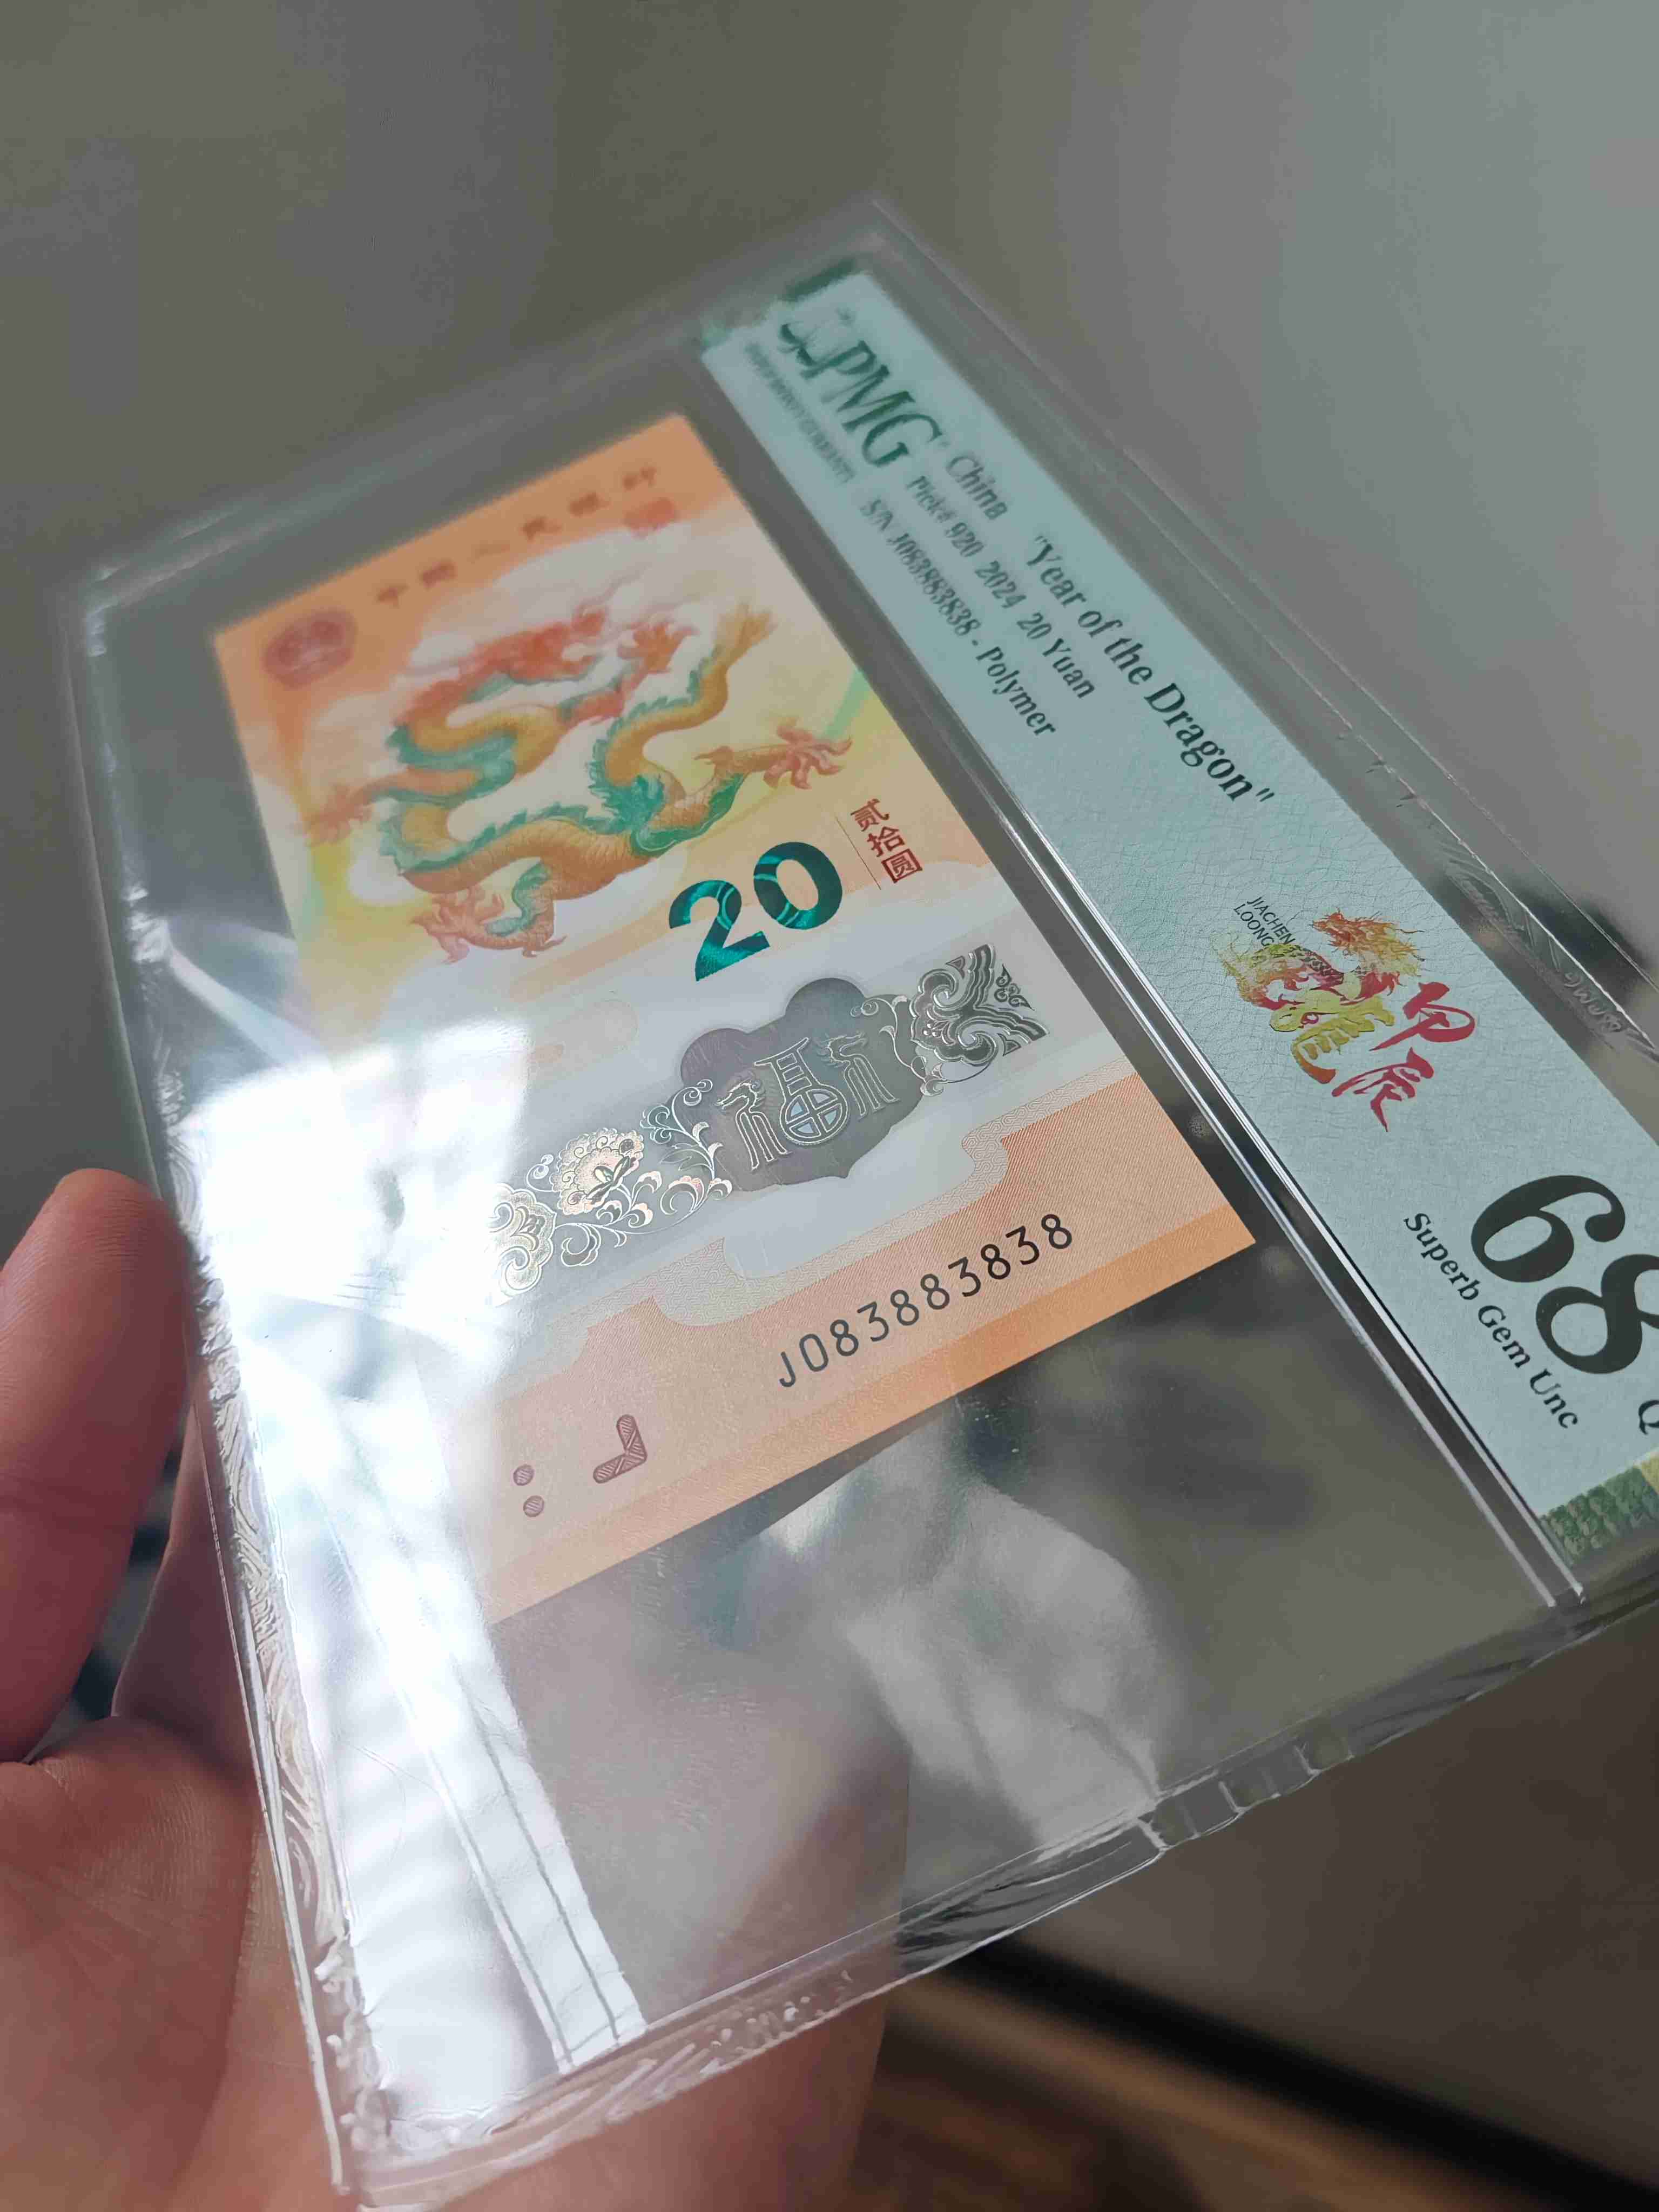 PMG
China "Year of the Dragon"
Pick# 920 2024 20 Yuan
S/N J083883838 - Polymer
JIACHEN
LOONG
甲辰
龍
68
Superb Gem Unc
中国人民银行
20
贰拾圆
福
J083883838